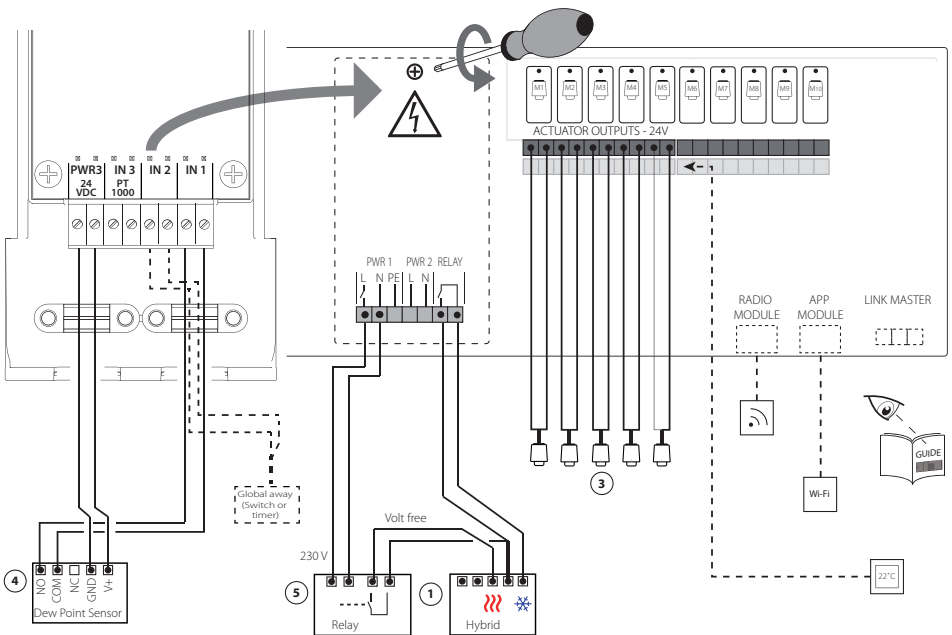 M1 M2 M3 M4 M5 M6 M7 M8 M9 M10
ACTUATOR OUTPUTS - 24V
PWR3 IN 3 IN 2 IN 1
24 VDC
PT 1000
PWR 1 PWR 2 RELAY
L N PE L N
RADIO MODULE
APP MODULE
LINK MASTER
GUIDE
Wi-Fi
Global away
(Switch or
timer)
3
Volt free
230 V
22°C
4
NO COM NC GND V+
Dew Point Sensor
5
Relay
1
Hybrid